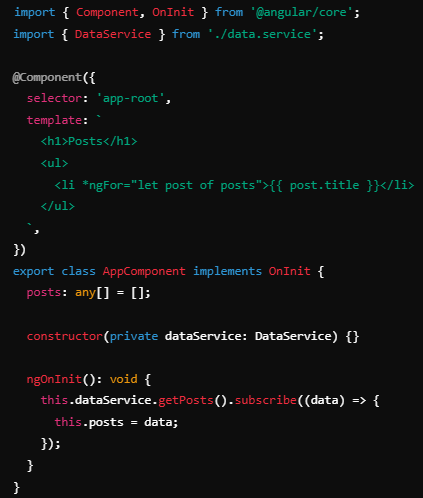 import { Component, OnInit } from '@angular/core';
import { DataService } from './data.service';

@Component({
  selector: 'app-root',
  template: `
    <h1>Posts</h1>
    <ul>
      <li *ngFor="let post of posts">{{ post.title }}</li>
    </ul>
  `,
})
export class AppComponent implements OnInit {
  posts: any[] = [];

  constructor(private dataService: DataService) {}

  ngOnInit(): void {
    this.dataService.getPosts().subscribe((data) => {
      this.posts = data;
    });
  }
}